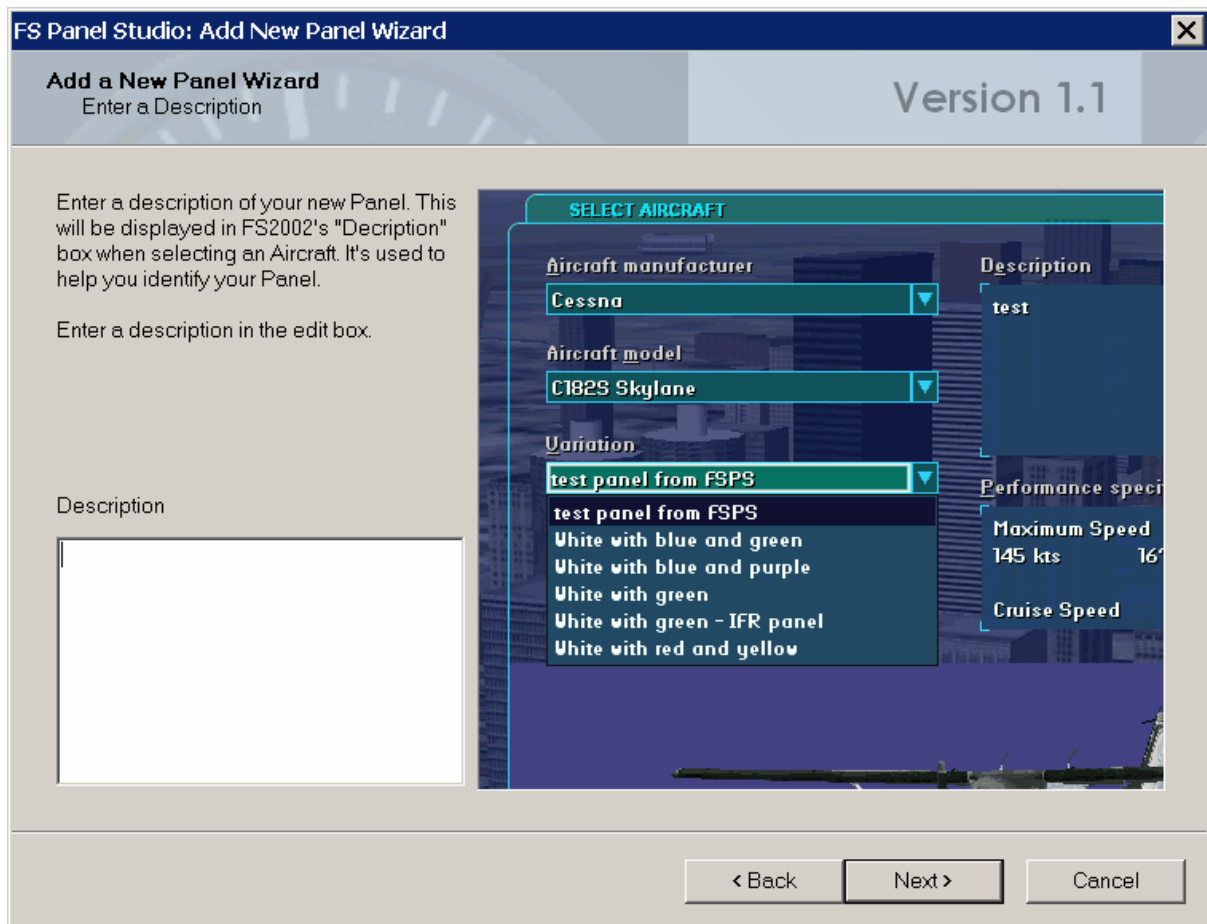 FS Panel Studio: Add New Panel Wizard
Add a New Panel Wizard
Enter a Description
Version 1.1
Enter a description of your new Panel. This
will be displayed in FS2002's "Decription"
box when selecting an Aircraft. It's used to
help you identify your Panel.
Enter a description in the edit box.
Description
SELECT AIRCRAFT
Aircraft manufacturer
Cessna
Aircraft model
C182S Skylane
Variation
test panel from FSPS
test panel from FSPS
White with blue and green
White with blue and purple
White with green
White with green - IFR panel
White with red and yellow
Description
test
Performance speci
Maximum Speed
145 kts
Cruise Speed
< Back
Next >
Cancel